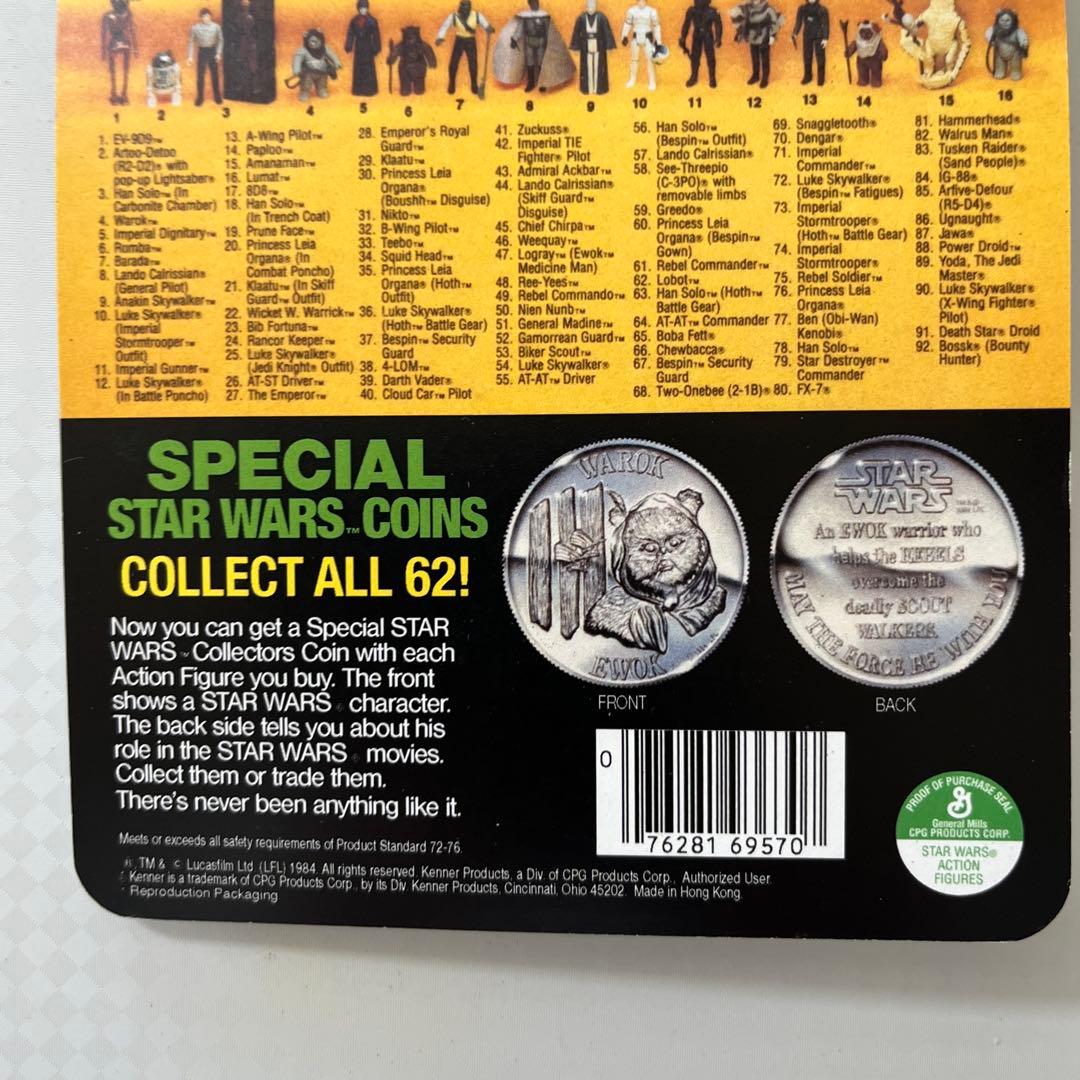 1 2 3 4 5 6 7 8 9 10 11 12 13 14 15 16
1. EV-9D9™
2. Artoo-Detoo
(R2-D2)® with
pop-up Lightsaber®
3. Han Solo™ (In
Carbonite Chamber)
4. Warok™
5. Imperial Dignitary™
6. Romba™
7. Barada™
8. Lando Calrissian®
(General Pilot)
9. Anakin Skywalker™
10. Luke Skywalker®
(Imperial
Stormtrooper™
Outfit)
11. Imperial Gunner™
12. Luke Skywalker®
(In Battle Poncho)
13. A-Wing Pilot™
14. Paploo™
15. Amanaman™
16. Lumat™
17. 8D8™
18. Han Solo™
(In Trench Coat)
19. Prune Face™
20. Princess Leia
Organa® (In
Combat Poncho)
21. Klaatu™ (In Skiff
Guard™ Outfit)
22. Wicket W. Warrick™
23. Bib Fortuna™
24. Rancor Keeper™
25. Luke Skywalker®
(Jedi Knight® Outfit)
26. AT-ST Driver™
27. The Emperor™
28. Emperor's Royal
Guard™
29. Klaatu™
30. Princess Leia
Organa®
(Boushh™ Disguise)
31. Nikto™
32. B-Wing Pilot™
33. Teebo™
34. Squid Head™
35. Princess Leia
Organa® (Hoth™
Outfit)
36. Luke Skywalker®
(Hoth™ Battle Gear)
37. Bespin™ Security
Guard
38. 4-LOM™
39. Darth Vader®
40. Cloud Car™ Pilot
41. Zuckuss®
42. Imperial TIE
Fighter® Pilot
43. Admiral Ackbar™
44. Lando Calrissian®
(Skiff Guard™
Disguise)
45. Chief Chirpa™
46. Weequay™
47. Logray™ (Ewok™
Medicine Man)
48. Ree-Yees™
49. Rebel Commando™
50. Nien Nunb™
51. General Madine™
52. Gamorrean Guard™
53. Biker Scout™
54. Luke Skywalker®
55. AT-AT™ Driver
56. Han Solo™
(Bespin™ Outfit)
57. Lando Calrissian®
58. See-Threepio
(C-3PO)® with
removable limbs
59. Greedo®
60. Princess Leia
Organa® (Bespin™
Gown)
61. Rebel Commander™
62. Lobot™
63. Han Solo™ (Hoth™
Battle Gear)
64. AT-AT™ Commander
65. Boba Fett®
66. Chewbacca®
67. Bespin™ Security
Guard
68. Two-Onebee (2-1B)®
69. Snaggletooth®
70. Dengar®
71. Imperial
Commander™
72. Luke Skywalker®
(Bespin™ Fatigues)
73. Imperial
Stormtrooper®
(Hoth™ Battle Gear)
74. Imperial
Stormtrooper®
75. Rebel Soldier™
76. Princess Leia
Organa®
77. Ben (Obi-Wan)
Kenobi®
78. Han Solo™
79. Star Destroyer™
Commander
80. FX-7®
81. Hammerhead®
82. Walrus Man®
83. Tusken Raider®
(Sand People)®
84. IG-88®
85. Arfive-Defour
(R5-D4)®
86. Ugnaught®
87. Jawa®
88. Power Droid™
89. Yoda, The Jedi
Master®
90. Luke Skywalker®
(X-Wing Fighter®
Pilot)
91. Death Star® Droid
92. Bossk® (Bounty
Hunter)
SPECIAL
STAR WARS™ COINS
COLLECT ALL 62!
Now you can get a Special STAR
WARS Collectors Coin with each
Action Figure you buy. The front
shows a STAR WARS character.
The back side tells you about his
role in the STAR WARS movies.
Collect them or trade them.
There's never been anything like it.
WAROK
EWOK
FRONT
STAR
WARS
An EWOK warrior who
helps the REBELS
overcome the
deadly SCOUT
WALKERS.
MAY THE FORCE BE WITH YOU
BACK
0 76281 69570
PROOF OF PURCHASE SEAL
General Mills
CPG PRODUCTS CORP.
STAR WARS®
ACTION
FIGURES
Meets or exceeds all safety requirements of Product Standard 72-76.
®, TM & © Lucasfilm Ltd. (LFL) 1984. All rights reserved. Kenner Products, a Div. of CPG Products Corp., Authorized User.
Kenner is a trademark of CPG Products Corp., by its Div. Kenner Products, Cincinnati, Ohio 45202. Made in Hong Kong.
Reproduction Packaging